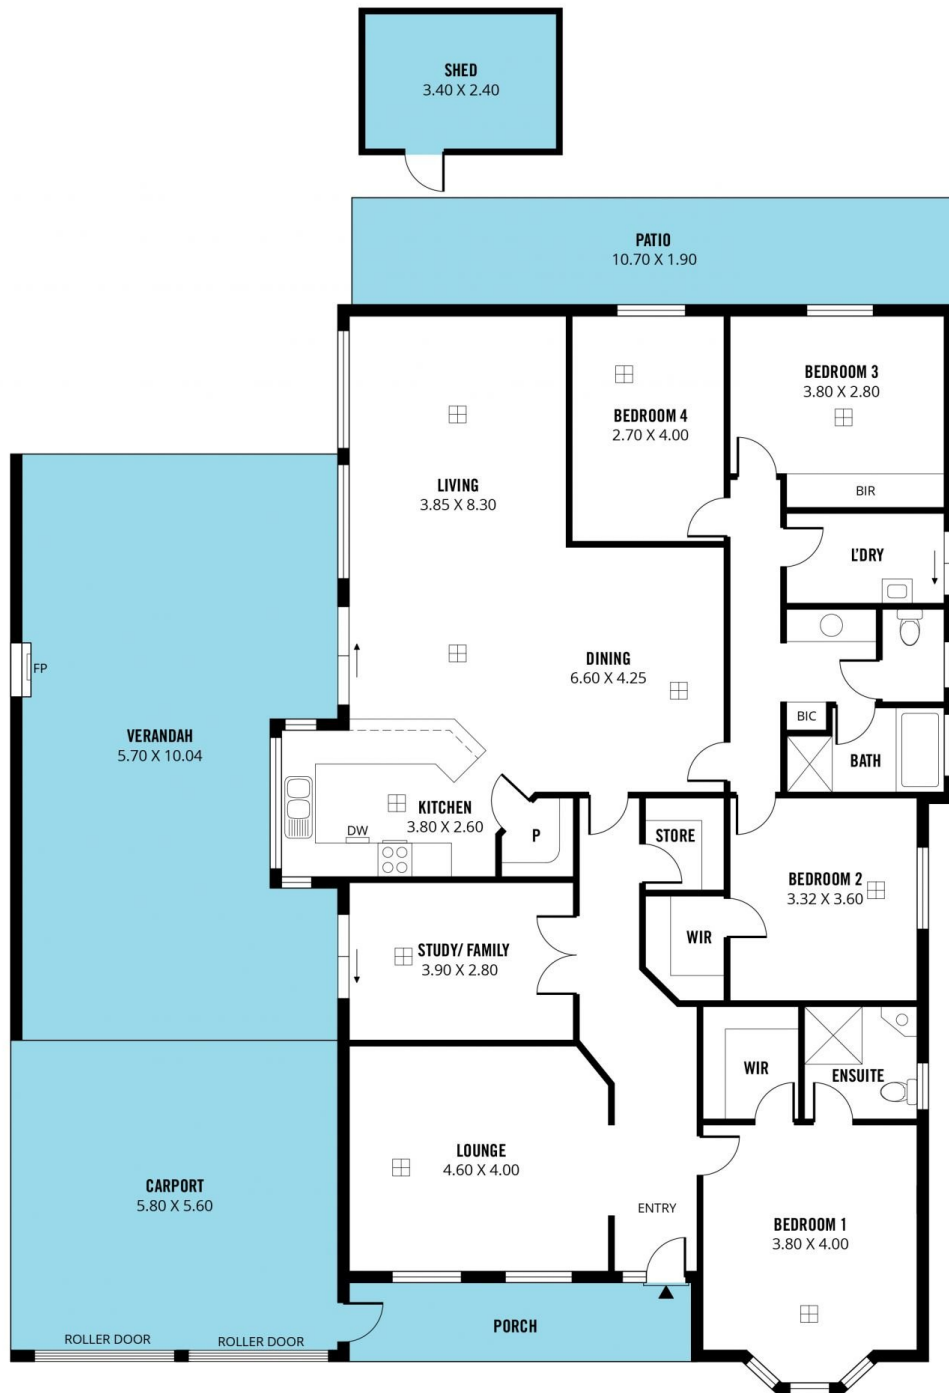 SHED
3.40 X 2.40
PATIO
10.70 X 1.90
BEDROOM 3
3.80 X 2.80
BEDROOM 4
2.70 X 4.00
LIVING
3.85 X 8.30
BIR
L'DRY
DINING
6.60 X 4.25
FP
VERANDAH
5.70 X 10.04
BIC
BATH
KITCHEN
3.80 X 2.60
DW
P
STORE
BEDROOM 2
3.32 X 3.60
WIR
STUDY/ FAMILY
3.90 X 2.80
WIR
ENSUITE
LOUNGE
4.60 X 4.00
CARPORT
5.80 X 5.60
ENTRY
BEDROOM 1
3.80 X 4.00
PORCH
ROLLER DOOR
ROLLER DOOR